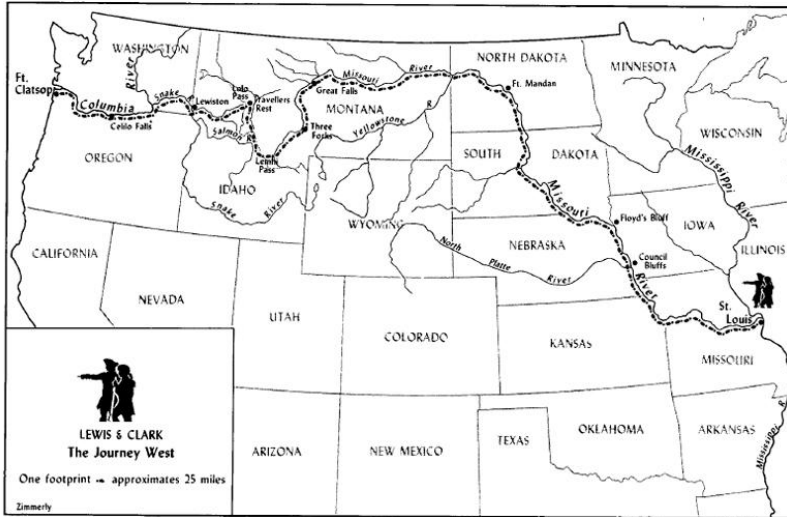 WASHINGTON
NORTH DAKOTA
MINNESOTA
Ft.
Clatsop
River
Snake
Columbia
Celilo Falls
Lewiston
Lolo
Pass
Travellers
Rest
Great Falls
Missouri River
Ft. Mandan
MONTANA
Yellowstone R
Three
Forks
Salmon R
Lemhi
Pass
OREGON
IDAHO
Snake River
WISCONSIN
SOUTH DAKOTA
Mississippi River
WYOMING
Missouri River
Floyd's Bluff
IOWA
ILLINOIS
NEBRASKA
Council
Bluffs
North Platte River
CALIFORNIA
NEVADA
UTAH
COLORADO
KANSAS
St.
Louis
MISSOURI
LEWIS & CLARK
The Journey West
One footprint approximates 25 miles
Zimmerly
ARIZONA
NEW MEXICO
TEXAS
OKLAHOMA
ARKANSAS
Mississippi R